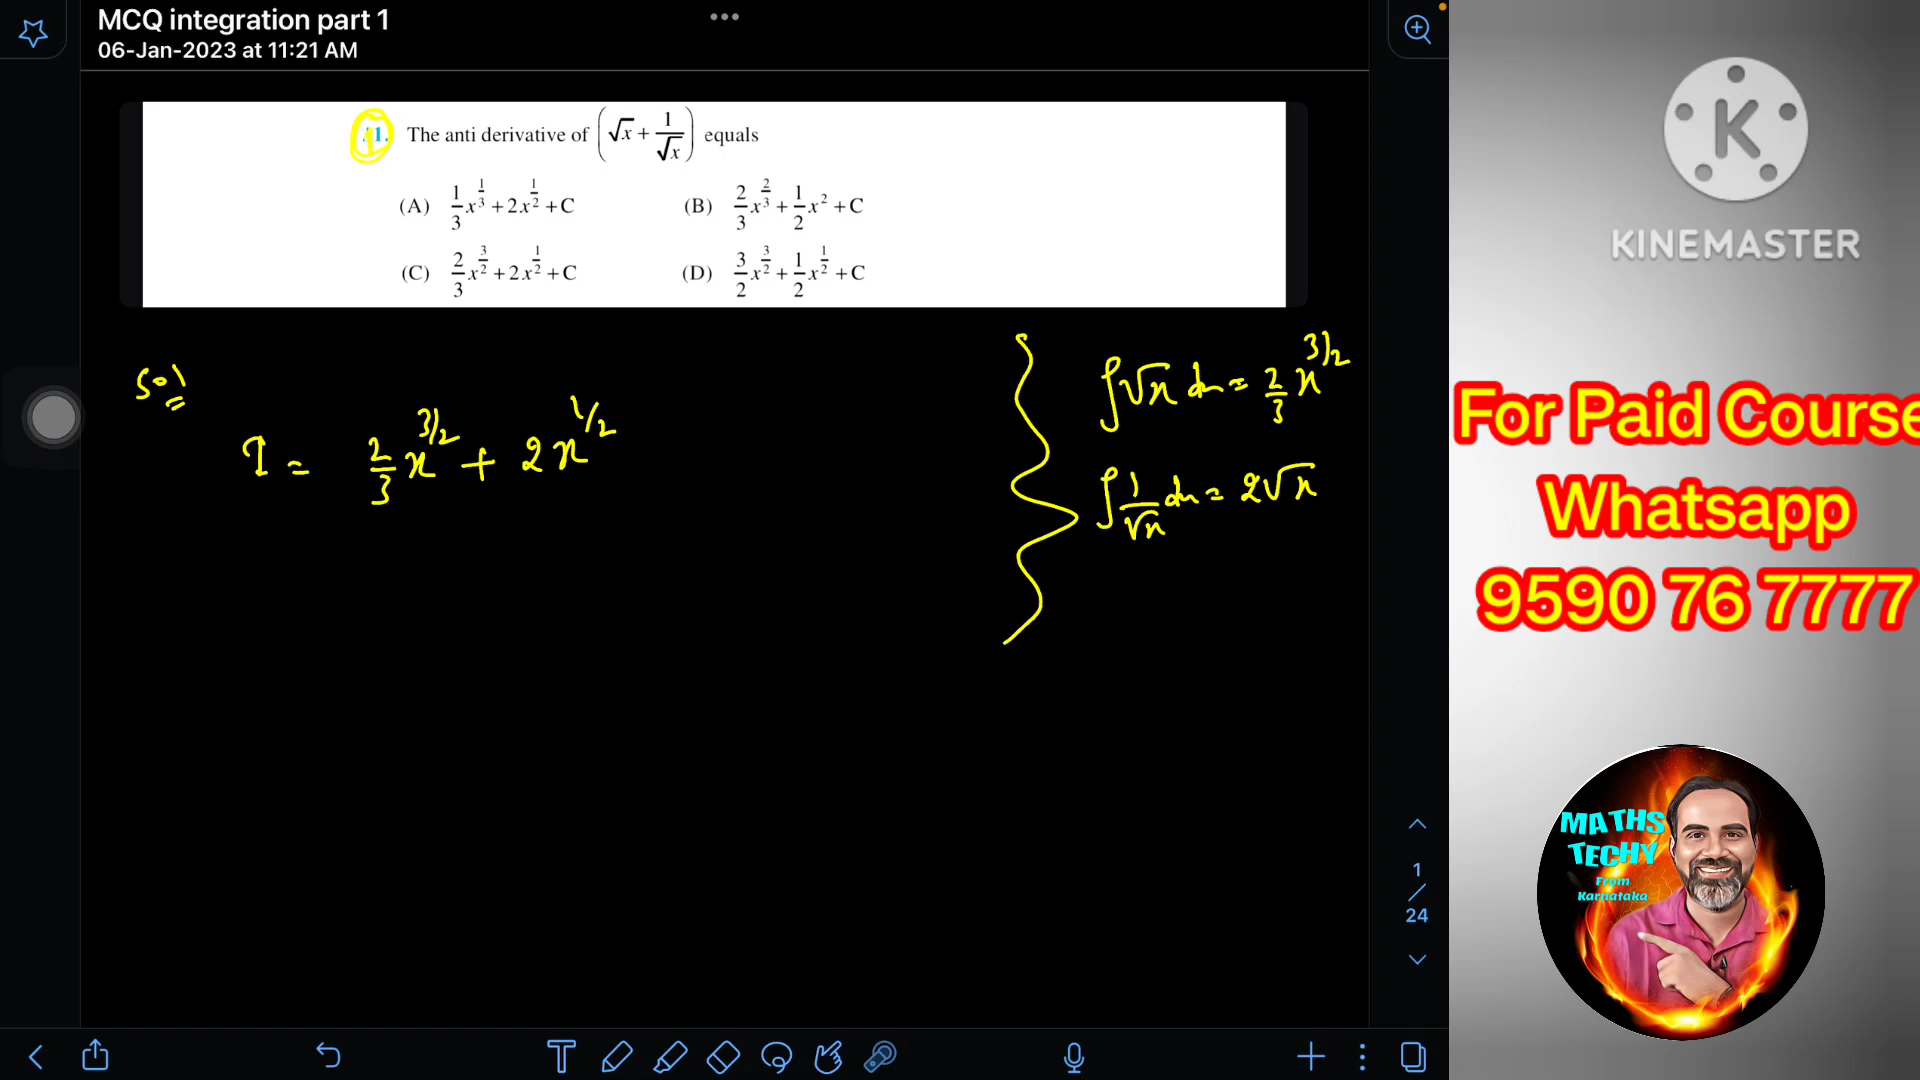 MCQ integration part 1
06-Jan-2023 at 11:21 AM
1. The anti derivative of (√x + 1/√x) equals
(A) 1/3 x^(1/3) + 2x^(1/2) + C
(B) 2/3 x^(2/3) + 1/2 x^2 + C
(C) 2/3 x^(3/2) + 2x^(1/2) + C
(D) 3/2 x^(3/2) + 1/2 x^(1/2) + C
Sol
I = 2/3 x^(3/2) + 2x^(1/2)
∫√x dx = 2/3 x^(3/2)
∫1/√x dx = 2√x
1
/
24
K
KINEMASTER
For Paid Course
Whatsapp
9590 76 7777
MATHS
TECHY
From
Karnataka